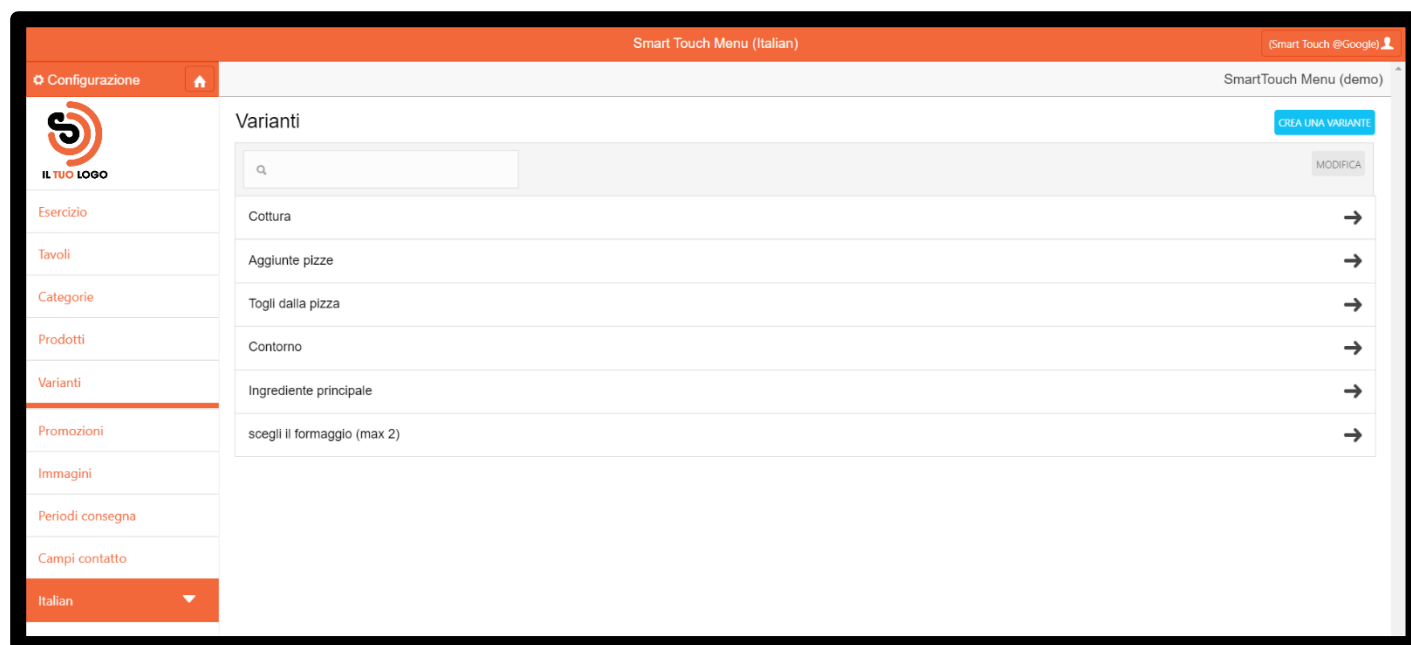 Smart Touch Menu (Italian)
(Smart Touch @Google)
Configurazione
SmartTouch Menu (demo)
IL TUO LOGO
Esercizio
Tavoli
Categorie
Prodotti
Varianti
Promozioni
Immagini
Periodi consegna
Campi contatto
Italian
Varianti
CREA UNA VARIANTE
MODIFICA
Cottura
Aggiunte pizze
Togli dalla pizza
Contorno
Ingrediente principale
scegli il formaggio (max 2)